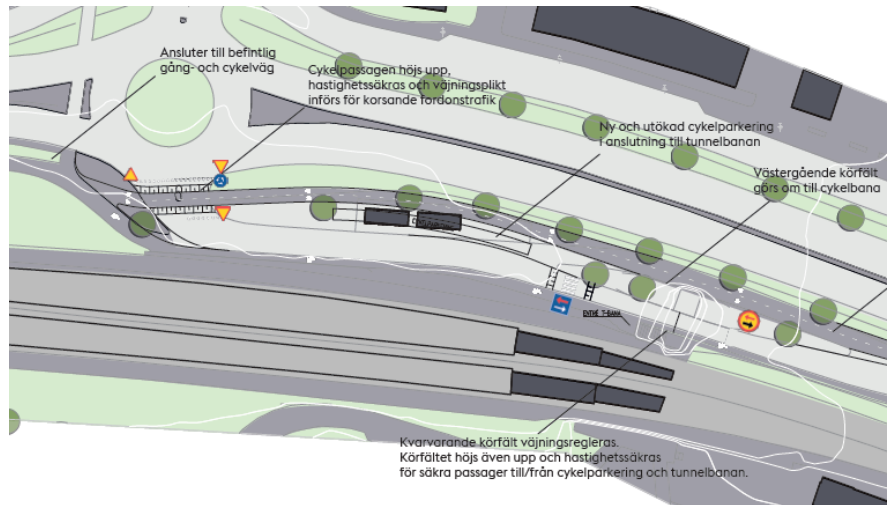 Ansluter till befintlig
gång- och cykelväg
Cykelpassagen höjs upp,
hastighetssäkras och väjningsplikt
införs för korsande fordonstrafik
Ny och utökad cykelparkering
i anslutning till tunnelbanan
Västergående körfält
görs om till cykelbana
ENTRÉ T-BANA
Kvarvarande körfält väjningsregleras.
Körfältet höjs även upp och hastighetssäkras
för säkra passager till/från cykelparkering och tunnelbanan.